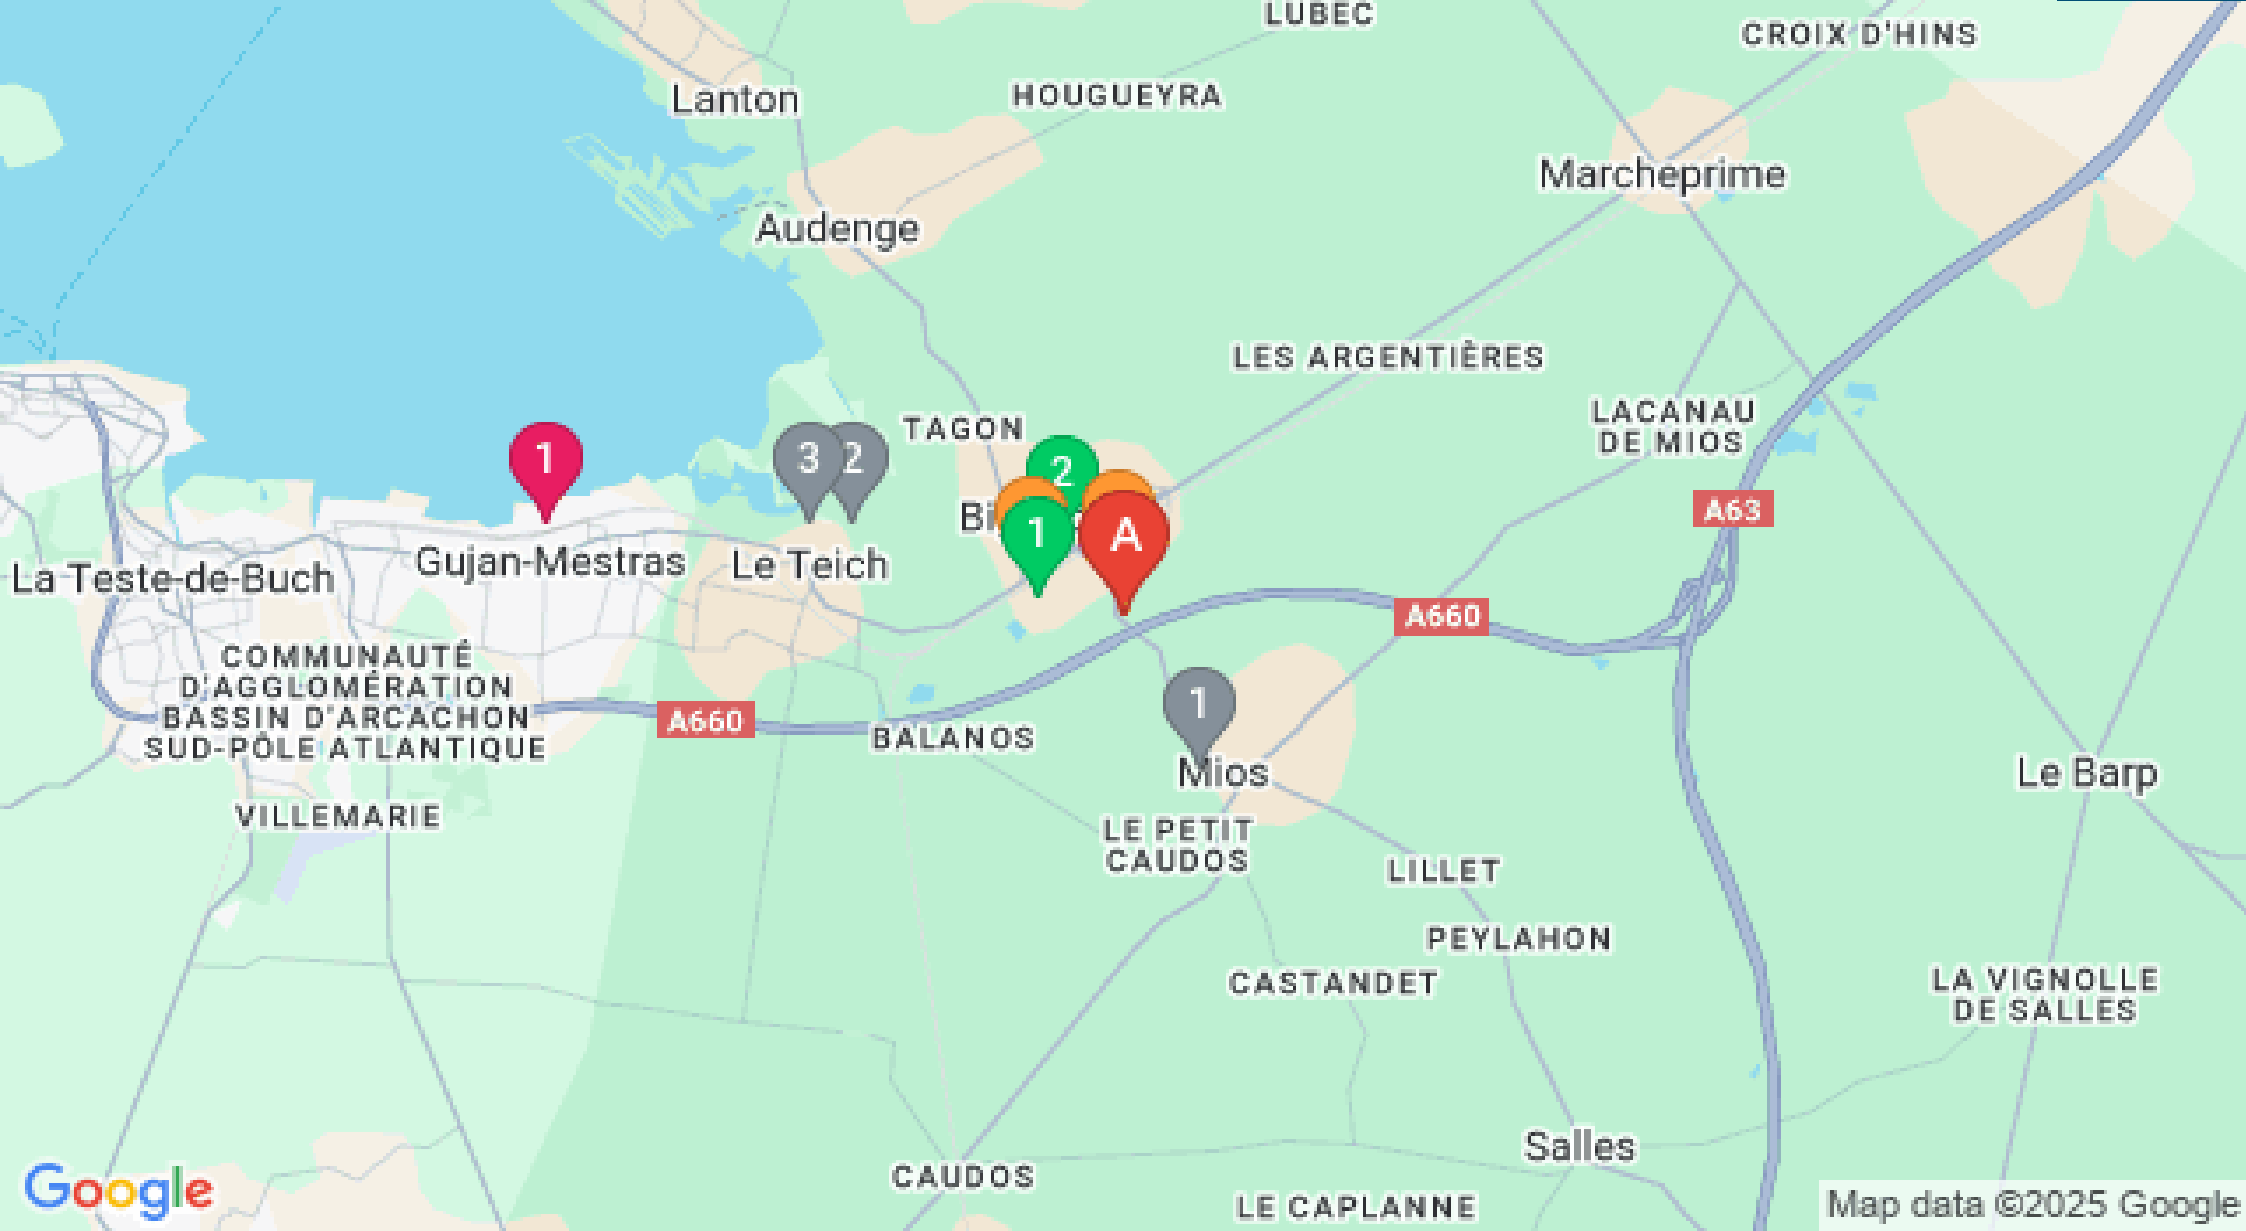 LUBEC
CROIX D'HINS
Lanton
HOUGUEYRA
Marcheprime
Audenge
LES ARGENTIÈRES
LACANAU
DE MIOS
TAGON
1
3
2
2
Bi
1
A
A63
La Teste-de-Buch
Gujan-Mestras
Le Teich
A660
COMMUNAUTÉ
D'AGGLOMÉRATION
BASSIN D'ARCACHON
SUD-PÔLE ATLANTIQUE
A660
BALANOS
1
Mios
Le Barp
VILLEMARIE
LE PETIT
CAUDOS
LILLET
PEYLAHON
CASTANDET
LA VIGNOLLE
DE SALLES
Salles
CAUDOS
LE CAPLANNE
Google
Map data ©2025 Google